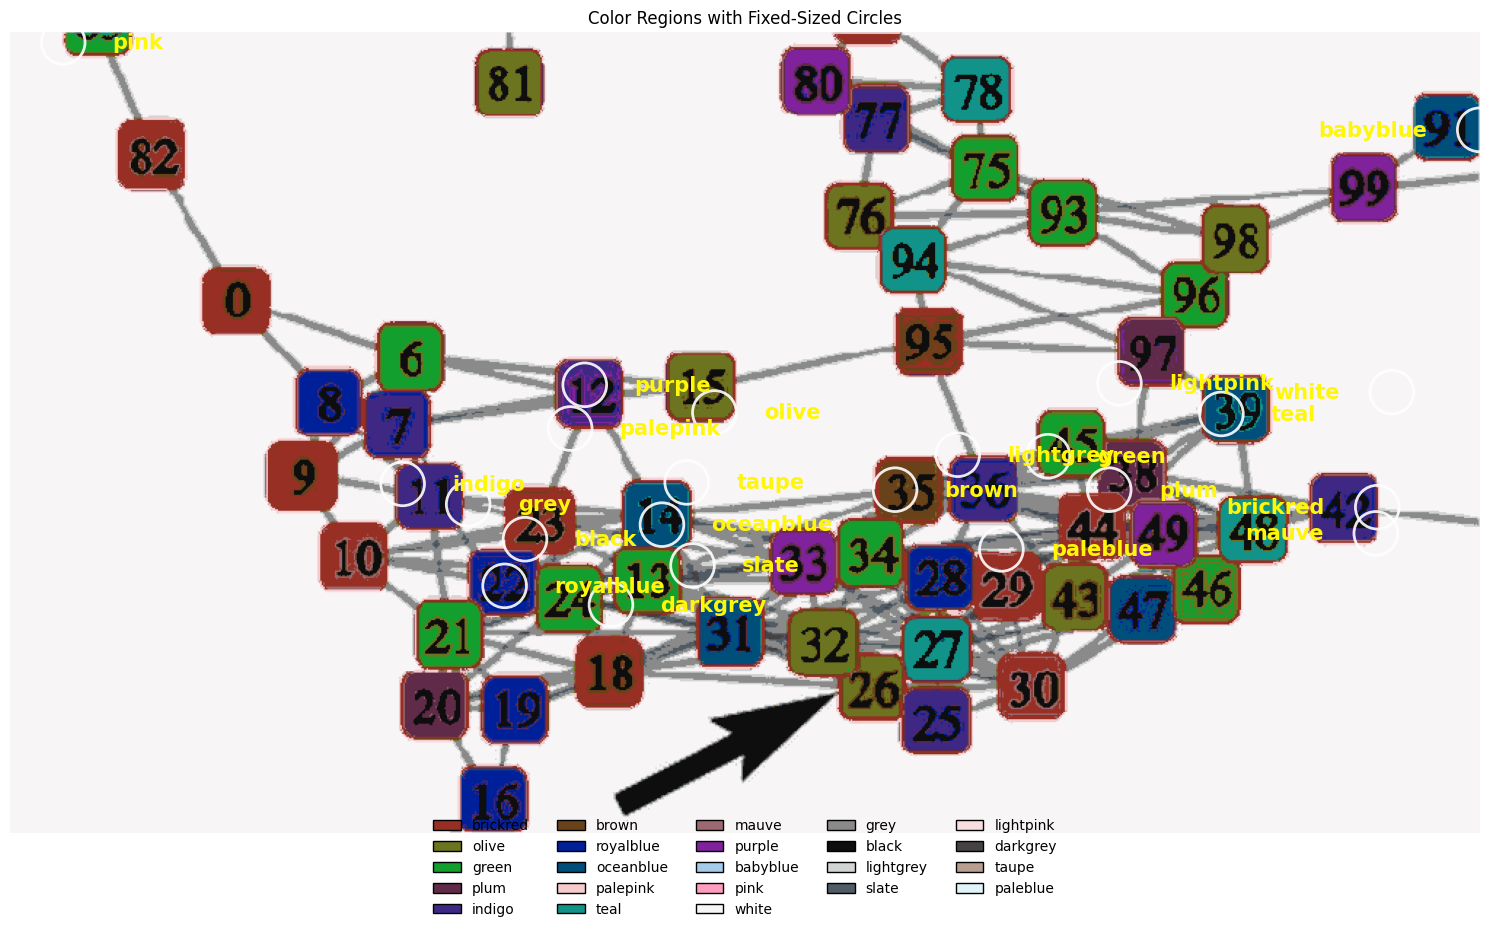 Color Regions with Fixed-Sized Circles
pink
81
80
78
77
91
babyblue
82
75
99
76
93
98
94
96
0
95
97
6
12
purple
15
olive
lightpink
white
8
7
palepink
39
teal
45
lightgrey
green
38
9
11
indigo
taupe
35
brown
36
plum
grey
23
14
oceanblue
44
49
48
brickred
42
mauve
black
10
slate
33
34
paleblue
22
royalblue
24
13
darkgrey
28
29
43
47
46
21
31
32
27
18
26
30
20
19
25
16
brickred
brown
mauve
grey
lightpink
olive
royalblue
purple
black
darkgrey
green
oceanblue
babyblue
lightgrey
taupe
plum
palepink
pink
slate
paleblue
indigo
teal
white